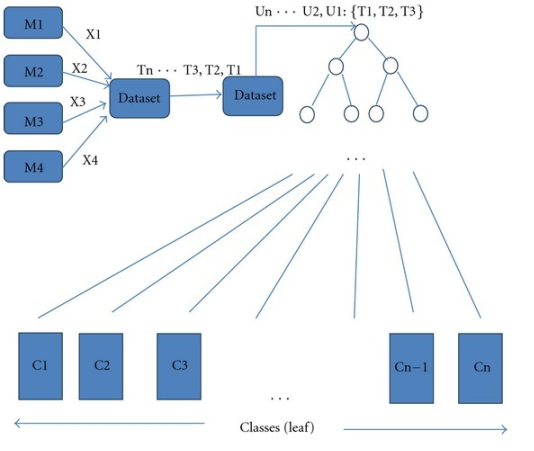 Un ··· U2, U1: {T1, T2, T3}
M1
X1
M2
X2
Tn ··· T3, T2, T1
Dataset
Dataset
M3
X3
M4
X4
...
C1
C2
C3
...
Cn−1
Cn
Classes (leaf)